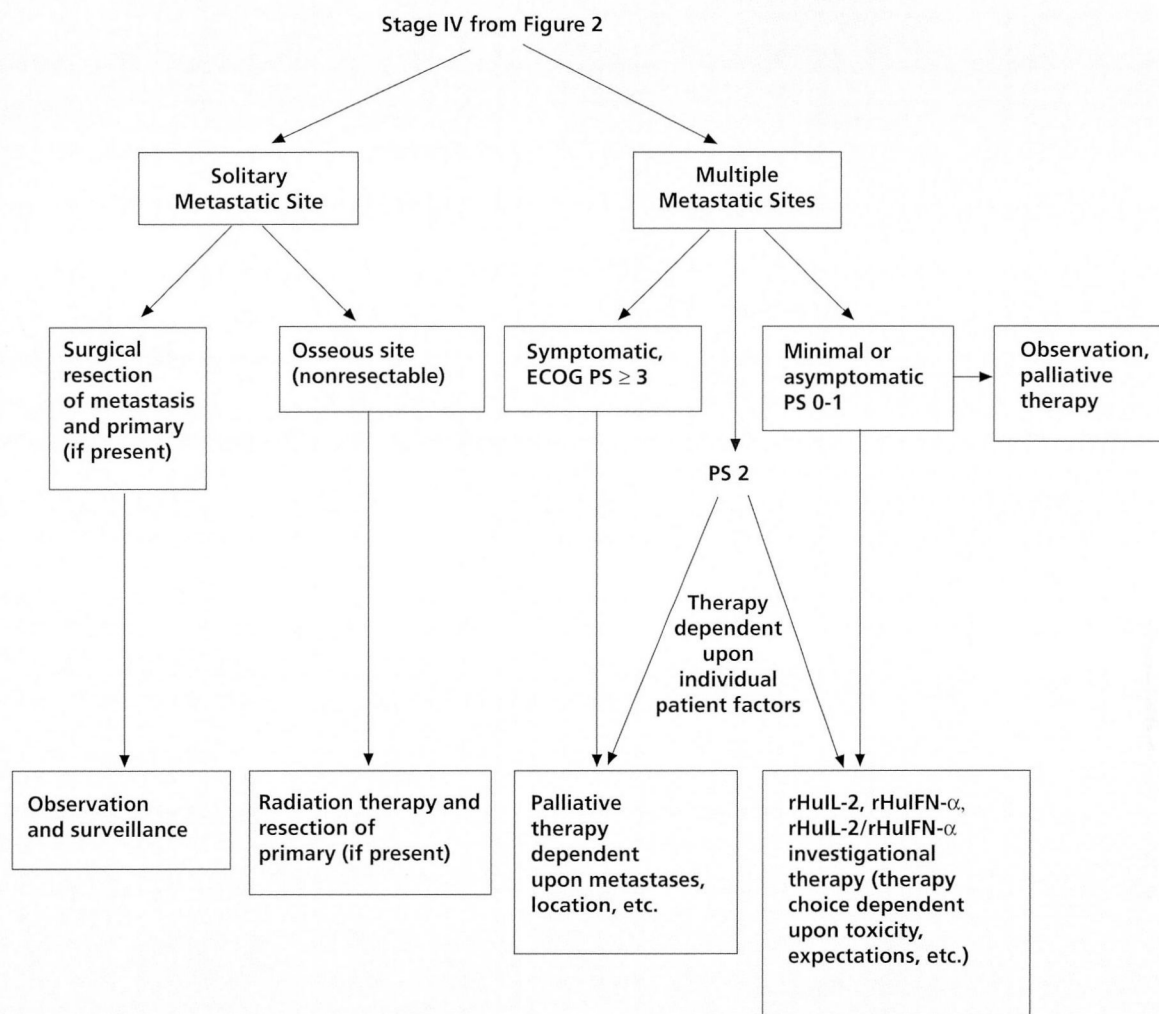 Stage IV from Figure 2
Solitary
Metastatic Site
Multiple
Metastatic Sites
Surgical
resection
of metastasis
and primary
(if present)
Osseous site
(nonresectable)
Symptomatic,
ECOG PS ≥ 3
Minimal or
asymptomatic
PS 0-1
Observation,
palliative
therapy
PS 2
Therapy
dependent
upon
individual
patient factors
Observation
and surveillance
Radiation therapy and
resection of
primary (if present)
Palliative
therapy
dependent
upon metastases,
location, etc.
rHuIL-2, rHuIFN-α,
rHuIL-2/rHuIFN-α
investigational
therapy (therapy
choice dependent
upon toxicity,
expectations, etc.)